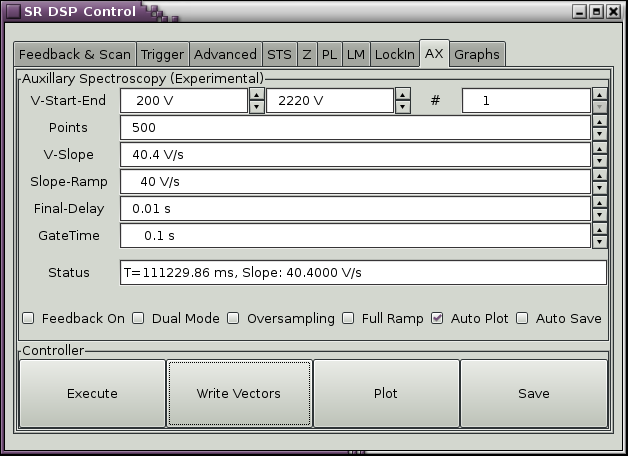 SR DSP Control
Feedback & Scan Trigger Advanced STS Z PL LM LockIn AX Graphs
Auxillary Spectroscopy (Experimental)
V-Start-End 200 V 2220 V # 1
Points 500
V-Slope 40.4 V/s
Slope-Ramp 40 V/s
Final-Delay 0.01 s
GateTime 0.1 s
Status T=111229.86 ms, Slope: 40.4000 V/s
Feedback On Dual Mode Oversampling Full Ramp Auto Plot Auto Save
Controller
Execute Write Vectors Plot Save